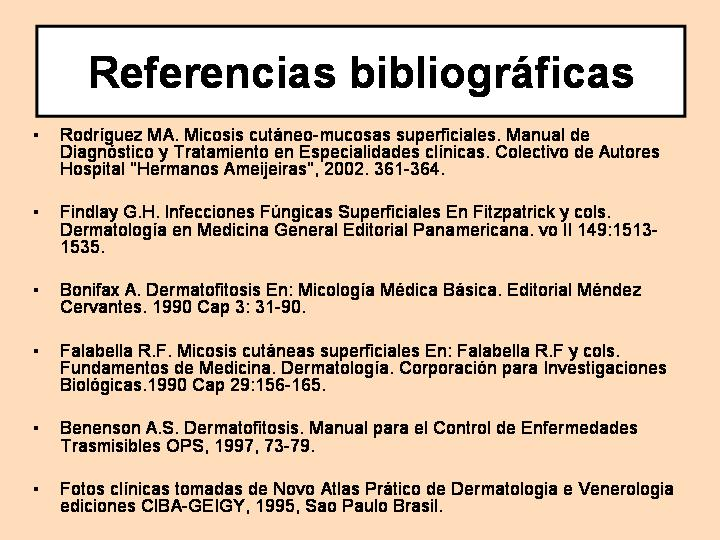 Referencias bibliográficas
▪ Rodríguez MA. Micosis cutáneo-mucosas superficiales. Manual de
Diagnóstico y Tratamiento en Especialidades clínicas. Colectivo de Autores
Hospital "Hermanos Ameijeiras", 2002. 361-364.
▪ Findlay G.H. Infecciones Fúngicas Superficiales En Fitzpatrick y cols.
Dermatología en Medicina General Editorial Panamericana. vo II 149:1513-
1535.
▪ Bonifax A. Dermatofitosis En: Micología Médica Básica. Editorial Méndez
Cervantes. 1990 Cap 3: 31-90.
▪ Falabella R.F. Micosis cutáneas superficiales En: Falabella R.F y cols.
Fundamentos de Medicina. Dermatología. Corporación para Investigaciones
Biológicas.1990 Cap 29:156-165.
▪ Benenson A.S. Dermatofitosis. Manual para el Control de Enfermedades
Trasmisibles OPS, 1997, 73-79.
▪ Fotos clínicas tomadas de Novo Atlas Prático de Dermatologia e Venerologia
ediciones CIBA-GEIGY, 1995, Sao Paulo Brasil.